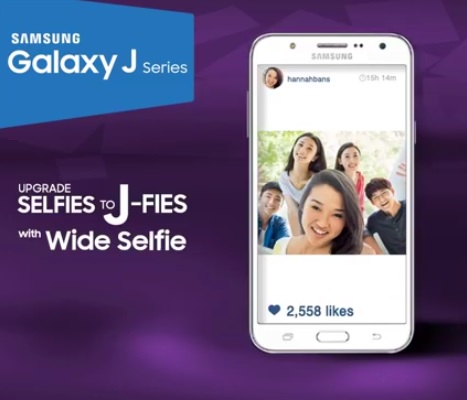 SAMSUNG
Galaxy J Series
UPGRADE
SELFIES TO J-FIES
with Wide Selfie
SAMSUNG
hannahbans 15h 14m
2,558 likes